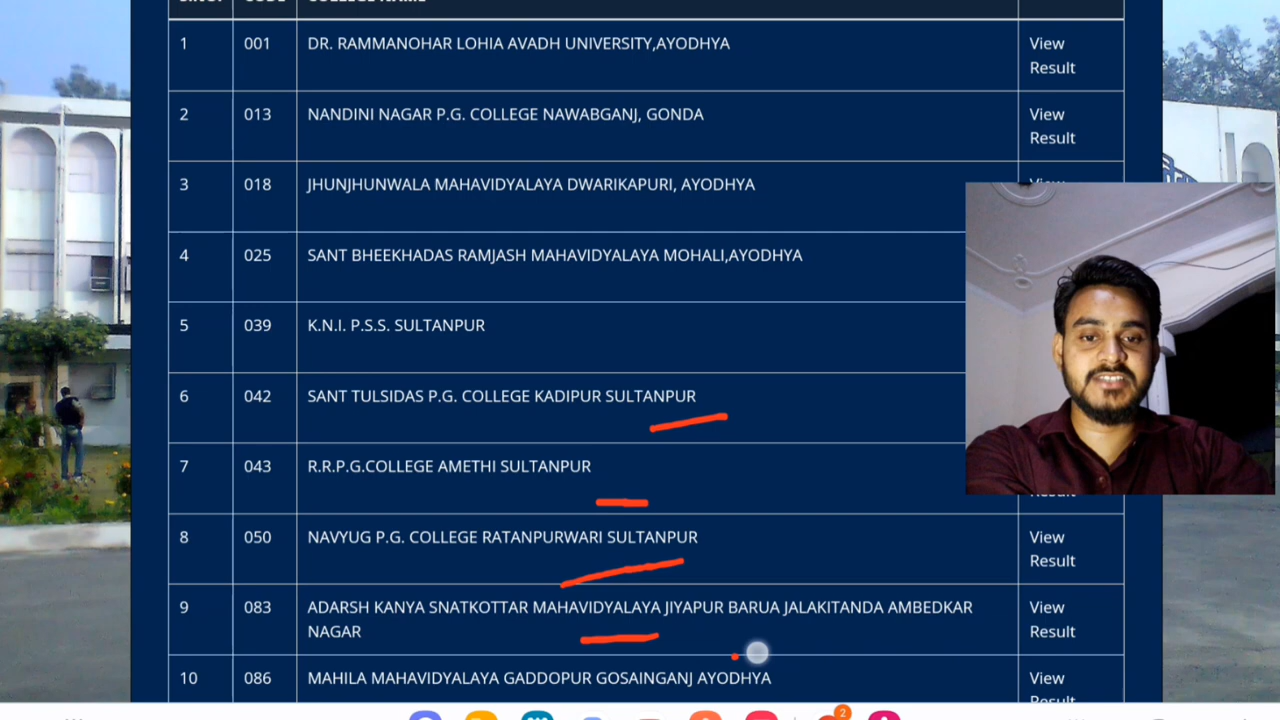 COLLEGE NAME
1 001 DR. RAMMANOHAR LOHIA AVADH UNIVERSITY,AYODHYA View
Result
2 013 NANDINI NAGAR P.G. COLLEGE NAWABGANJ, GONDA View
Result
3 018 JHUNJHUNWALA MAHAVIDYALAYA DWARIKAPURI, AYODHYA
4 025 SANT BHEEKHADAS RAMJASH MAHAVIDYALAYA MOHALI,AYODHYA
5 039 K.N.I. P.S.S. SULTANPUR
6 042 SANT TULSIDAS P.G. COLLEGE KADIPUR SULTANPUR
7 043 R.R.P.G.COLLEGE AMETHI SULTANPUR
8 050 NAVYUG P.G. COLLEGE RATANPURWARI SULTANPUR View
Result
9 083 ADARSH KANYA SNATKOTTAR MAHAVIDYALAYA JIYAPUR BARUA JALAKITANDA AMBEDKAR View
NAGAR Result
10 086 MAHILA MAHAVIDYALAYA GADDOPUR GOSAINGANJ AYODHYA View
Result
2